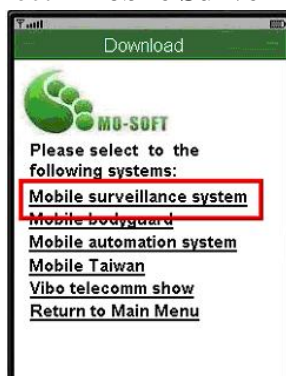 Download
MO-SOFT
Please select to the
following systems:
Mobile surveillance system
Mobile bodyguard
Mobile automation system
Mobile Taiwan
Vibo telecomm show
Return to Main Menu